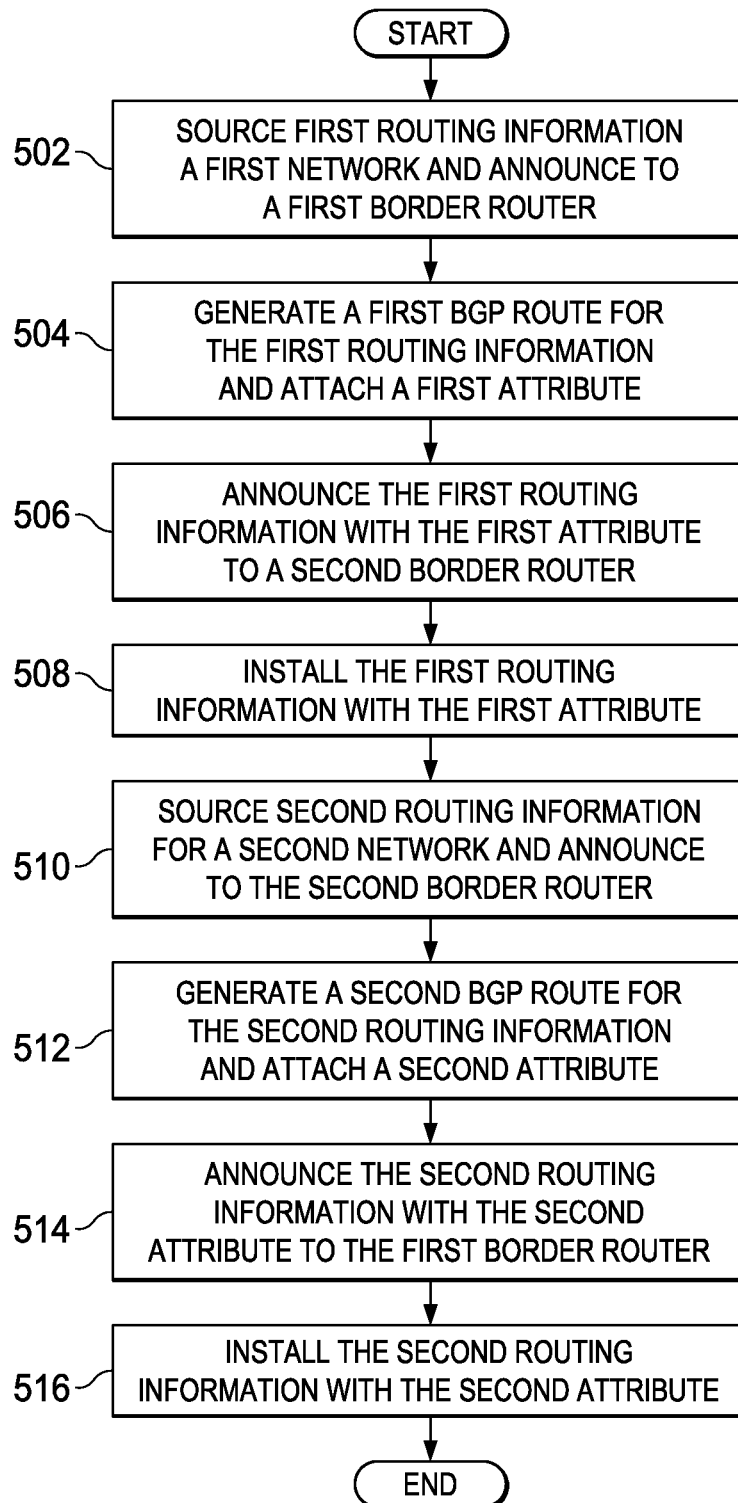 START
502
SOURCE FIRST ROUTING INFORMATION
A FIRST NETWORK AND ANNOUNCE TO
A FIRST BORDER ROUTER
504
GENERATE A FIRST BGP ROUTE FOR
THE FIRST ROUTING INFORMATION
AND ATTACH A FIRST ATTRIBUTE
506
ANNOUNCE THE FIRST ROUTING
INFORMATION WITH THE FIRST ATTRIBUTE
TO A SECOND BORDER ROUTER
508
INSTALL THE FIRST ROUTING
INFORMATION WITH THE FIRST ATTRIBUTE
510
SOURCE SECOND ROUTING INFORMATION
FOR A SECOND NETWORK AND ANNOUNCE
TO THE SECOND BORDER ROUTER
512
GENERATE A SECOND BGP ROUTE FOR
THE SECOND ROUTING INFORMATION
AND ATTACH A SECOND ATTRIBUTE
514
ANNOUNCE THE SECOND ROUTING
INFORMATION WITH THE SECOND
ATTRIBUTE TO THE FIRST BORDER ROUTER
516
INSTALL THE SECOND ROUTING
INFORMATION WITH THE SECOND ATTRIBUTE
END